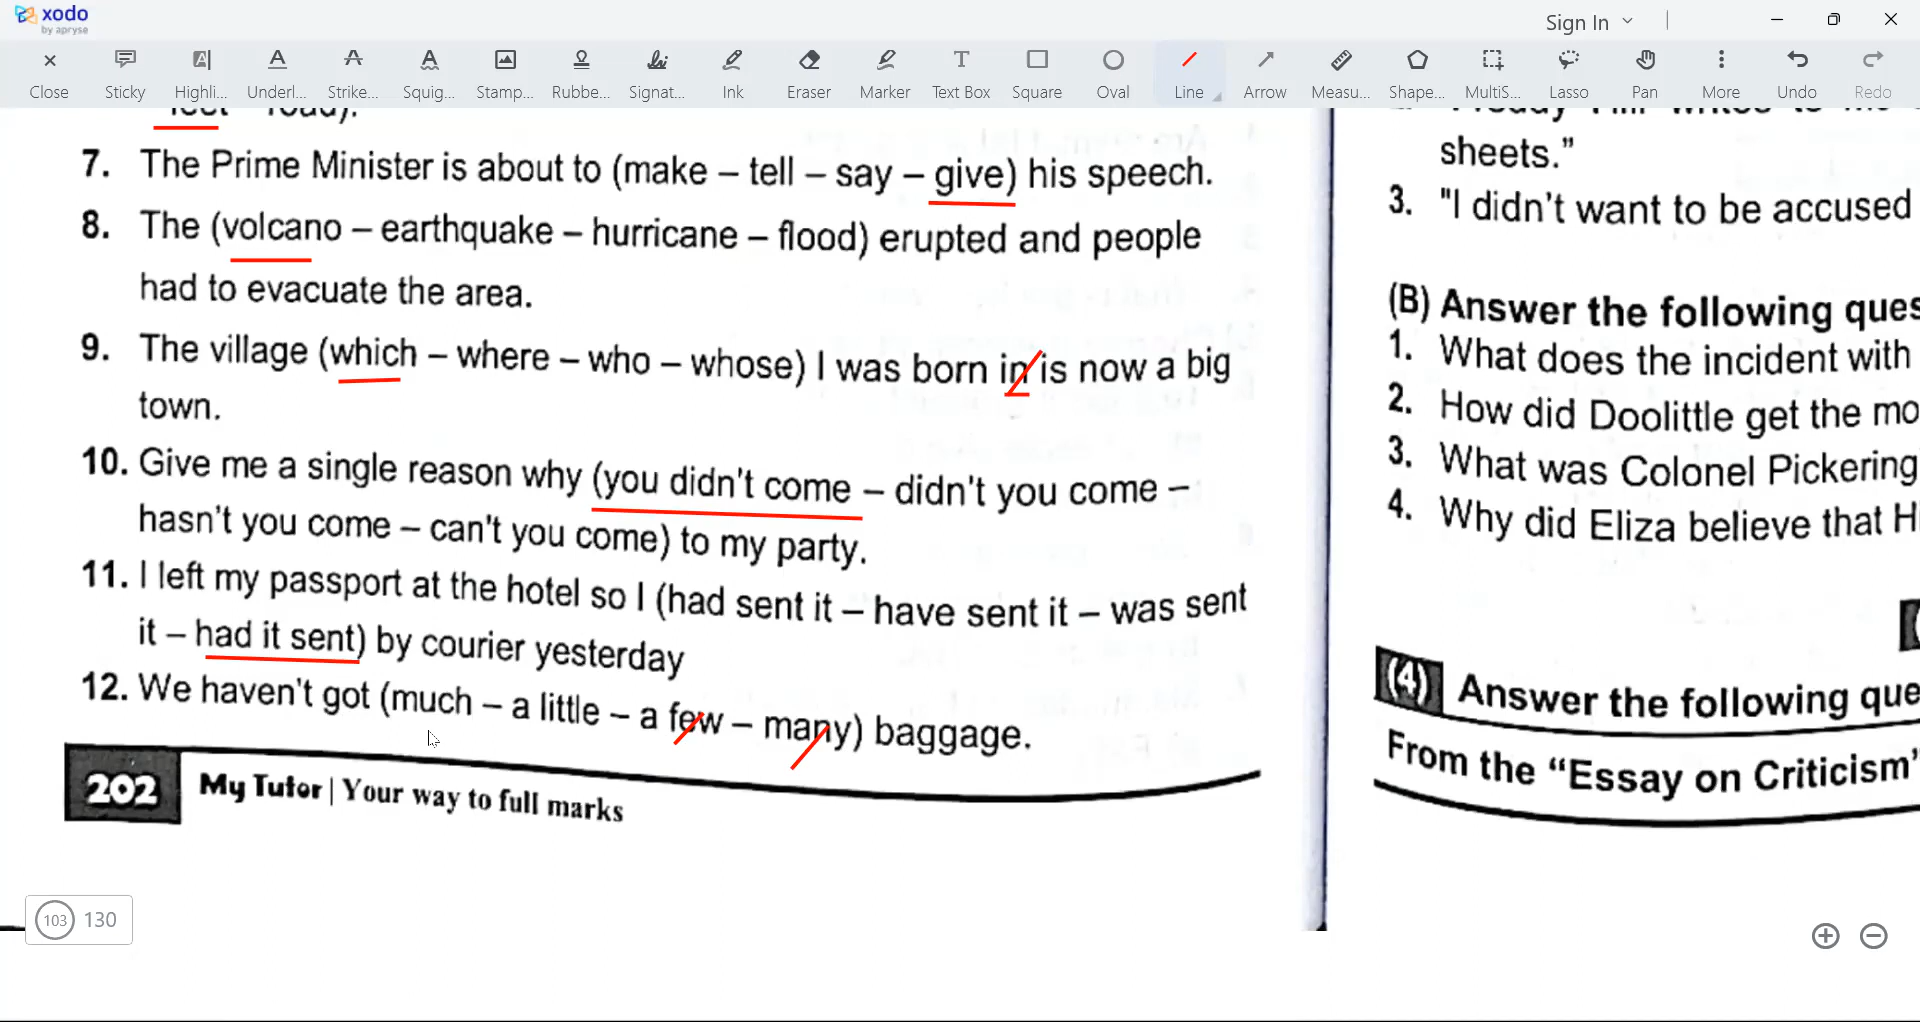 xodo
by apryse
Sign In
Close Sticky Highli... Underl... Strike... Squig... Stamp... Rubbe... Signat... Ink Eraser Marker Text Box Square Oval Line Arrow Measu... Shape... MultiS... Lasso Pan More Undo Redo
feet – road).
7. The Prime Minister is about to (make – tell – say – give) his speech.
8. The (volcano – earthquake – hurricane – flood) erupted and people
had to evacuate the area.
9. The village (which – where – who – whose) I was born in is now a big
town.
10. Give me a single reason why (you didn't come – didn't you come –
hasn't you come – can't you come) to my party.
11. I left my passport at the hotel so I (had sent it – have sent it – was sent
it – had it sent) by courier yesterday
12. We haven't got (much – a little – a few – many) baggage.
202 My Tutor | Your way to full marks
sheets."
3. "I didn't want to be accused
(B) Answer the following ques
1. What does the incident with
2. How did Doolittle get the mo
3. What was Colonel Pickering
4. Why did Eliza believe that Hi
(4) Answer the following que
From the "Essay on Criticism"
103 130